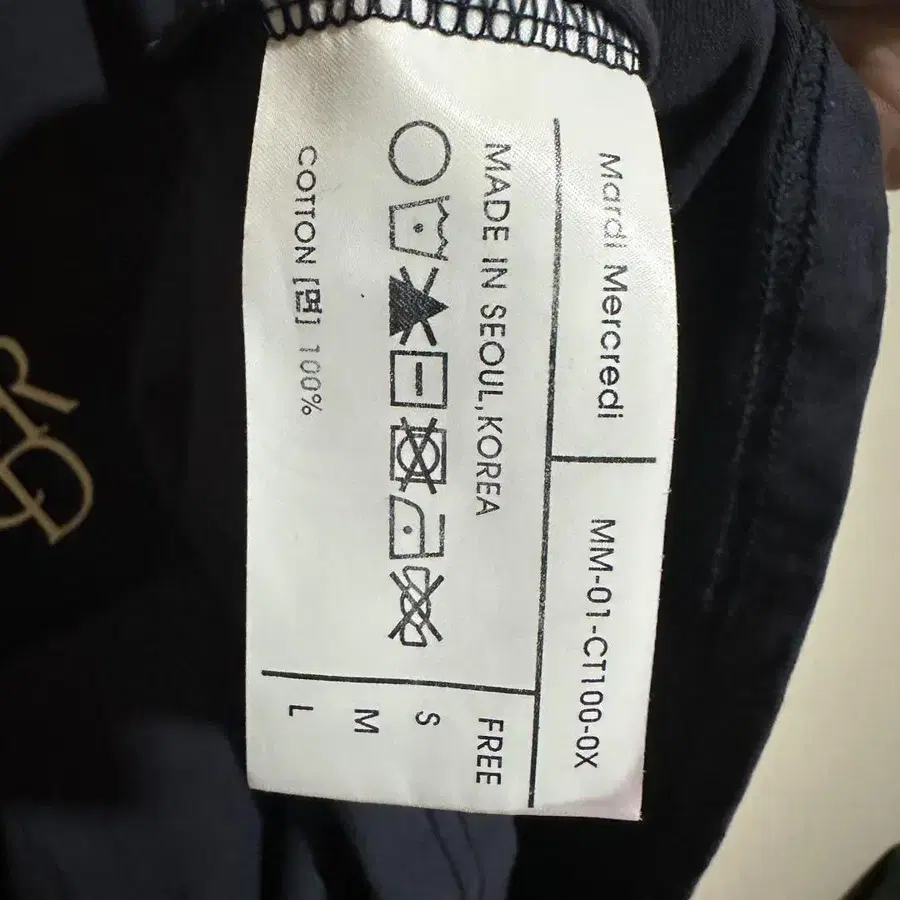 Mardi Mercredi
MM-01-CT100-0X
MADE IN SEOUL,KOREA
COTTON [면] 100%
FREE
S
M
L